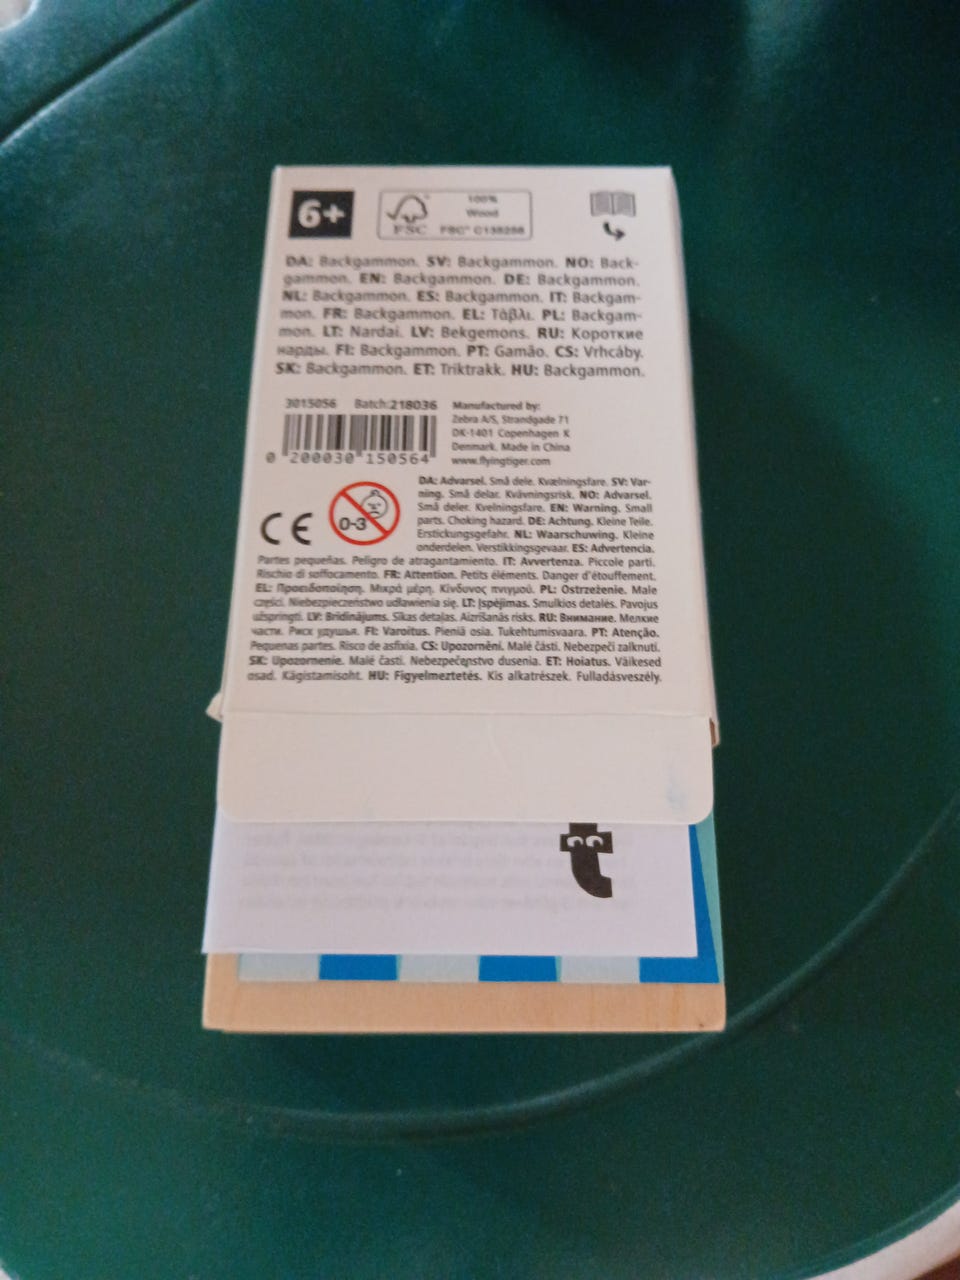 6+
FSC®
100%
Wood
FSC® C135258
DA: Backgammon. SV: Backgammon. NO: Back-
gammon. EN: Backgammon. DE: Backgammon.
NL: Backgammon. ES: Backgammon. IT: Backgam-
mon. FR: Backgammon. EL: Τάβλι. PL: Backgam-
mon. LT: Nardai. LV: Bekgemons. RU: Короткие
нарды. FI: Backgammon. PT: Gamão. CS: Vrhcáby.
SK: Backgammon. ET: Triktrakk. HU: Backgammon.
3015056 Batch:218036
0 200030 150564
Manufactured by:
Zebra A/S, Strandgade 71
DK-1401 Copenhagen K
Denmark. Made in China
www.flyingtiger.com
CE
0-3
DA: Advarsel. Små dele. Kvælningsfare. SV: Var-
ning. Små delar. Kvävningsrisk. NO: Advarsel.
Små deler. Kvelningsfare. EN: Warning. Small
parts. Choking hazard. DE: Achtung. Kleine Teile.
Erstickungsgefahr. NL: Waarschuwing. Kleine
onderdelen. Verstikkingsgevaar. ES: Advertencia.
Partes pequeñas. Peligro de atragantamiento. IT: Avvertenza. Piccole parti.
Rischio di soffocamento. FR: Attention. Petits éléments. Danger d'étouffement.
EL: Προειδοποίηση. Μικρά μέρη. Κίνδυνος πνιγμού. PL: Ostrzeżenie. Małe
części. Niebezpieczeństwo udławienia się. LT: Įspėjimas. Smulkios detalės. Pavojus
užspringti. LV: Brīdinājums. Sīkas detaļas. Aizrīšanās risks. RU: Внимание. Мелкие
части. Риск удушья. FI: Varoitus. Pieniä osia. Tukehtumisvaara. PT: Atenção.
Pequenas partes. Risco de asfixia. CS: Upozornění. Malé části. Nebezpečí zalknutí.
SK: Upozornenie. Malé časti. Nebezpečenstvo dusenia. ET: Hoiatus. Väikesed
osad. Kägistamisoht. HU: Figyelmeztetés. Kis alkatrészek. Fulladásveszély.
t